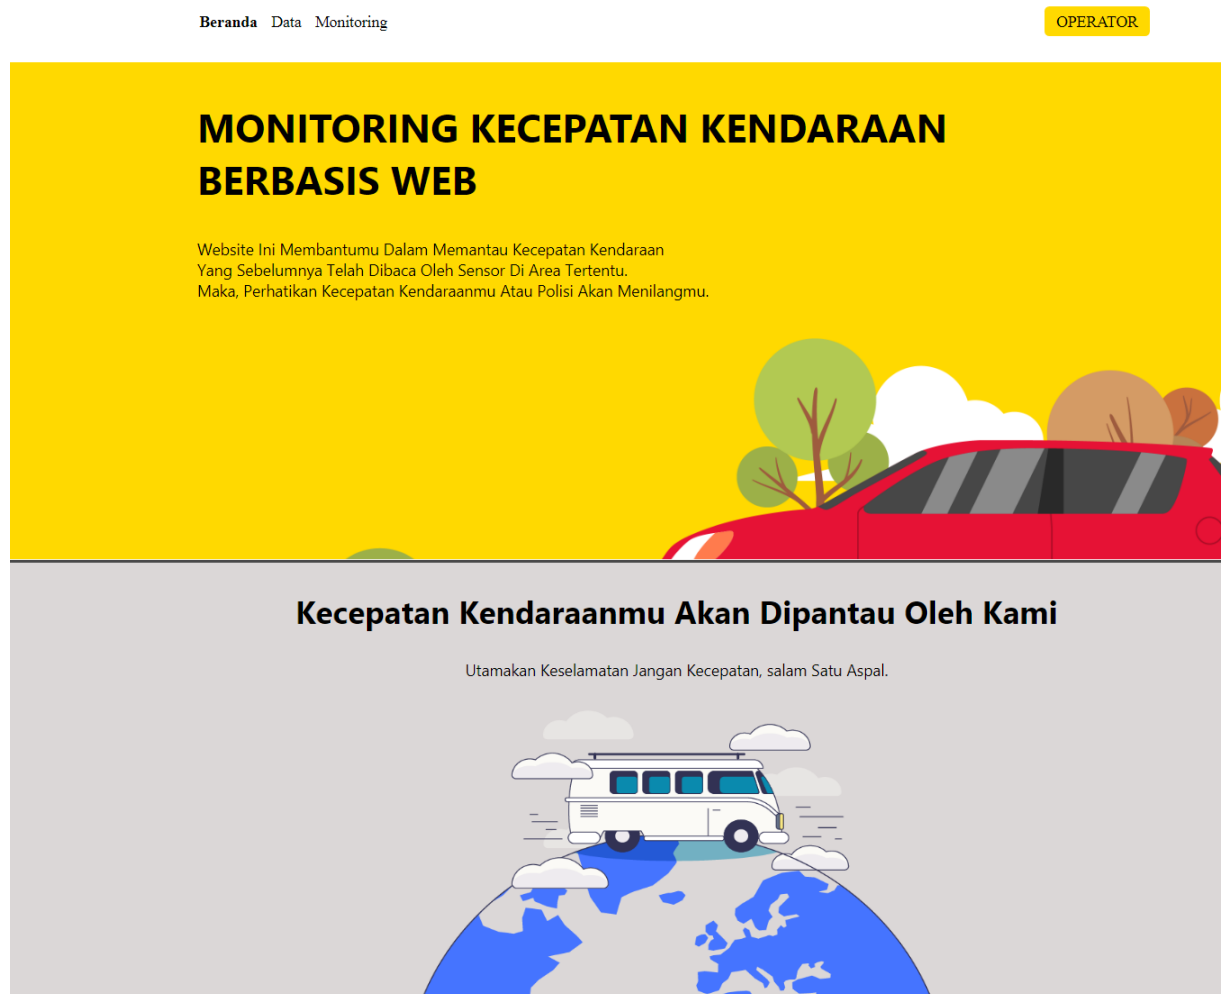 Beranda Data Monitoring OPERATOR
MONITORING KECEPATAN KENDARAAN
BERBASIS WEB
Website Ini Membantumu Dalam Memantau Kecepatan Kendaraan
Yang Sebelumnya Telah Dibaca Oleh Sensor Di Area Tertentu.
Maka, Perhatikan Kecepatan Kendaraanmu Atau Polisi Akan Menilangmu.
Kecepatan Kendaraanmu Akan Dipantau Oleh Kami
Utamakan Keselamatan Jangan Kecepatan, salam Satu Aspal.